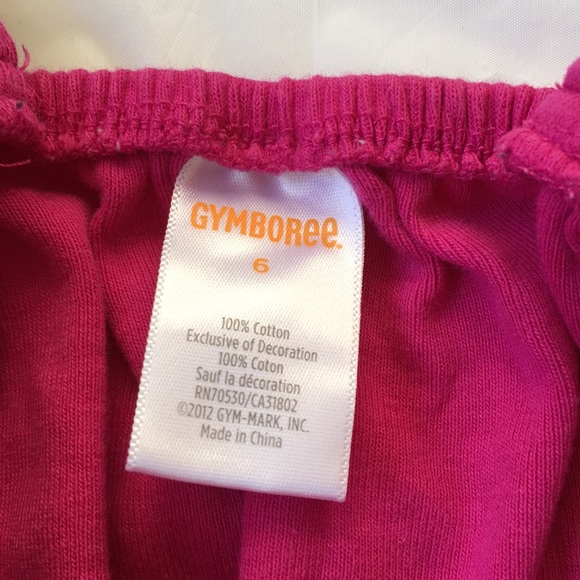 GYMBOREE™
6
100% Cotton
Exclusive of Decoration
100% Coton
Sauf la décoration
RN70530/CA31802
©2012 GYM-MARK, INC.
Made in China